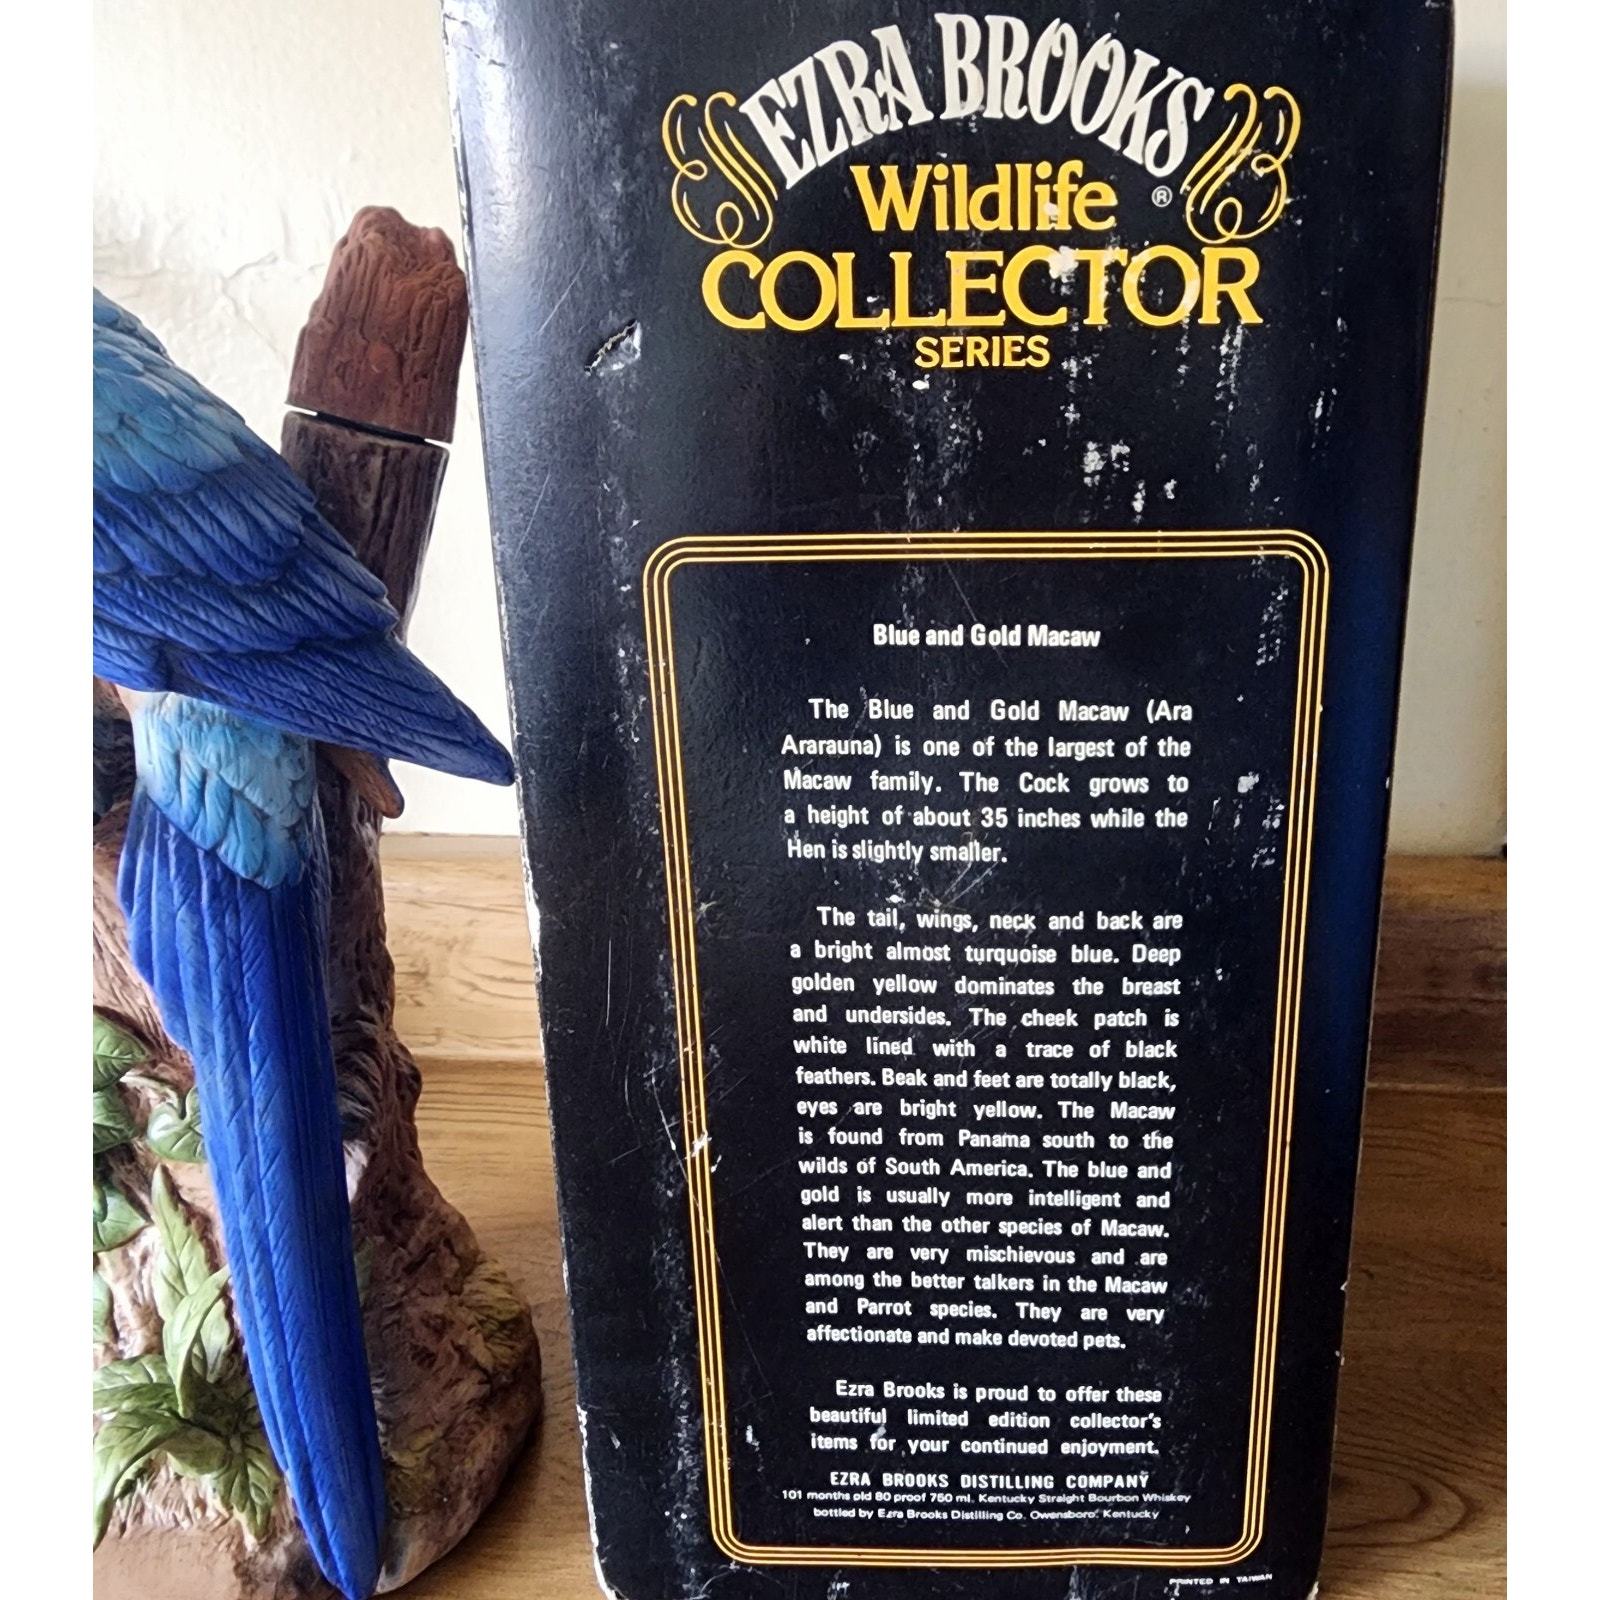 EZRA BROOKS
Wildlife ®
COLLECTOR
SERIES
Blue and Gold Macaw
The Blue and Gold Macaw (Ara
Ararauna) is one of the largest of the
Macaw family. The Cock grows to
a height of about 35 inches while the
Hen is slightly smaller.
The tail, wings, neck and back are
a bright almost turquoise blue. Deep
golden yellow dominates the breast
and undersides. The cheek patch is
white lined with a trace of black
feathers. Beak and feet are totally black,
eyes are bright yellow. The Macaw
is found from Panama south to the
wilds of South America. The blue and
gold is usually more intelligent and
alert than the other species of Macaw.
They are very mischievous and are
among the better talkers in the Macaw
and Parrot species. They are very
affectionate and make devoted pets.
Ezra Brooks is proud to offer these
beautiful limited edition collector's
items for your continued enjoyment.
EZRA BROOKS DISTILLING COMPANY
101 months old 80 proof 750 ml. Kentucky Straight Bourbon Whiskey
bottled by Ezra Brooks Distilling Co. Owensboro, Kentucky
PRINTED IN TAIWAN